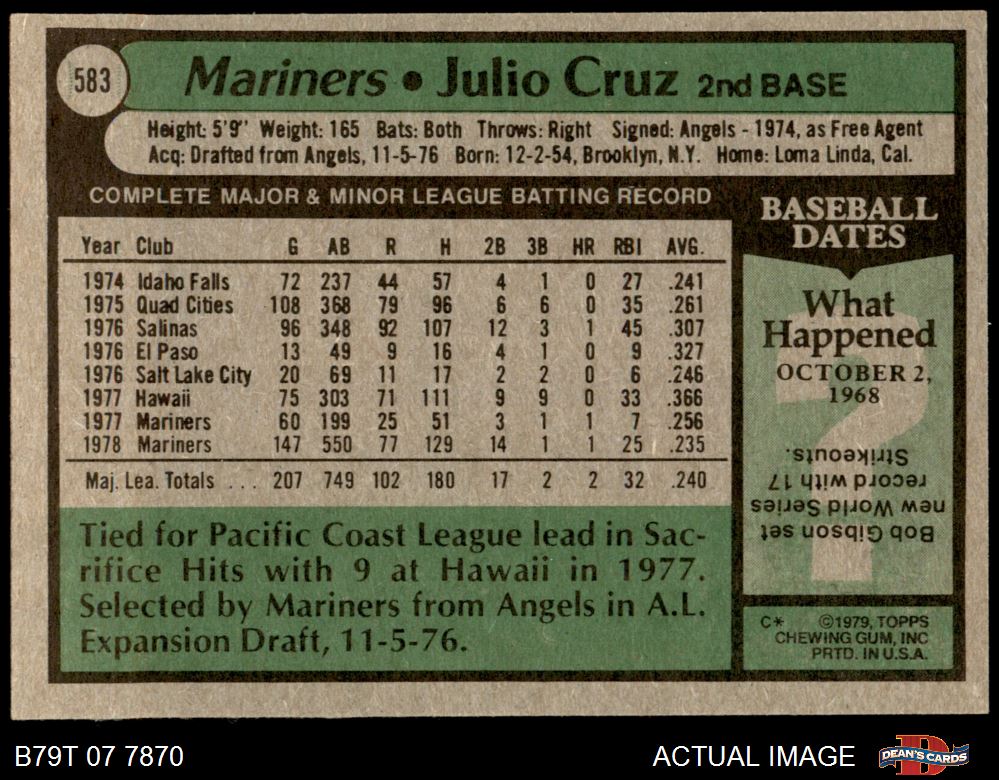 583
Mariners • Julio Cruz 2nd BASE
Height: 5'9" Weight: 165 Bats: Both Throws: Right Signed: Angels - 1974, as Free Agent
Acq: Drafted from Angels, 11-5-76 Born: 12-2-54, Brooklyn, N.Y. Home: Loma Linda, Cal.
COMPLETE MAJOR & MINOR LEAGUE BATTING RECORD
Year Club G AB R H 2B 3B HR RBI AVG.
1974 Idaho Falls 72 237 44 57 4 1 0 27 .241
1975 Quad Cities 108 368 79 96 6 6 0 35 .261
1976 Salinas 96 348 92 107 12 3 1 45 .307
1976 El Paso 13 49 9 16 4 1 0 9 .327
1976 Salt Lake City 20 69 11 17 2 2 0 6 .246
1977 Hawaii 75 303 71 111 9 9 0 33 .366
1977 Mariners 60 199 25 51 3 1 1 7 .256
1978 Mariners 147 550 77 129 14 1 1 25 .235
Maj. Lea. Totals ... 207 749 102 180 17 2 2 32 .240
Tied for Pacific Coast League lead in Sac-
rifice Hits with 9 at Hawaii in 1977.
Selected by Mariners from Angels in A.L.
Expansion Draft, 11-5-76.
BASEBALL
DATES
What
Happened
OCTOBER 2,
1968
Bob Gibson set
new World Series
record with 17
Strikeouts.
C* ©1979, TOPPS
CHEWING GUM, INC
PRTD. IN U.S.A.
B79T 07 7870
ACTUAL IMAGE
D
DEAN'S CARDS